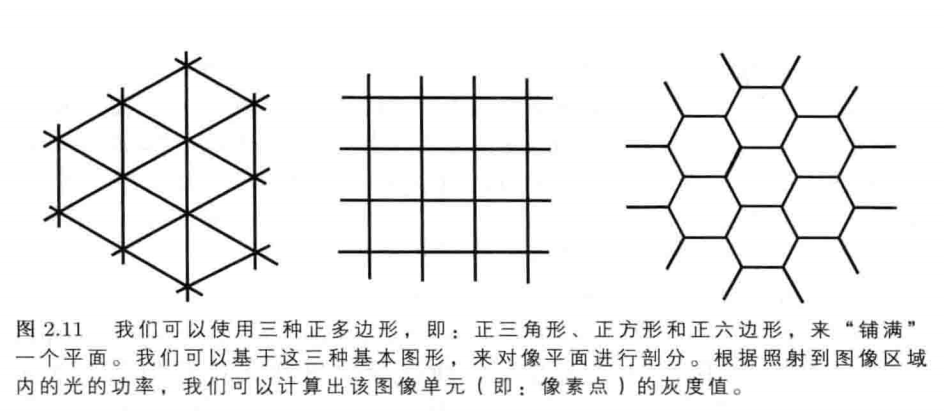 图 2.11 我们可以使用三种正多边形，即：正三角形、正方形和正六边形，来“铺满”
一个平面。我们可以基于这三种基本图形，来对像平面进行剖分。根据照射到图像区域
内的光的功率，我们可以计算出该图像单元（即：像素点）的灰度值。